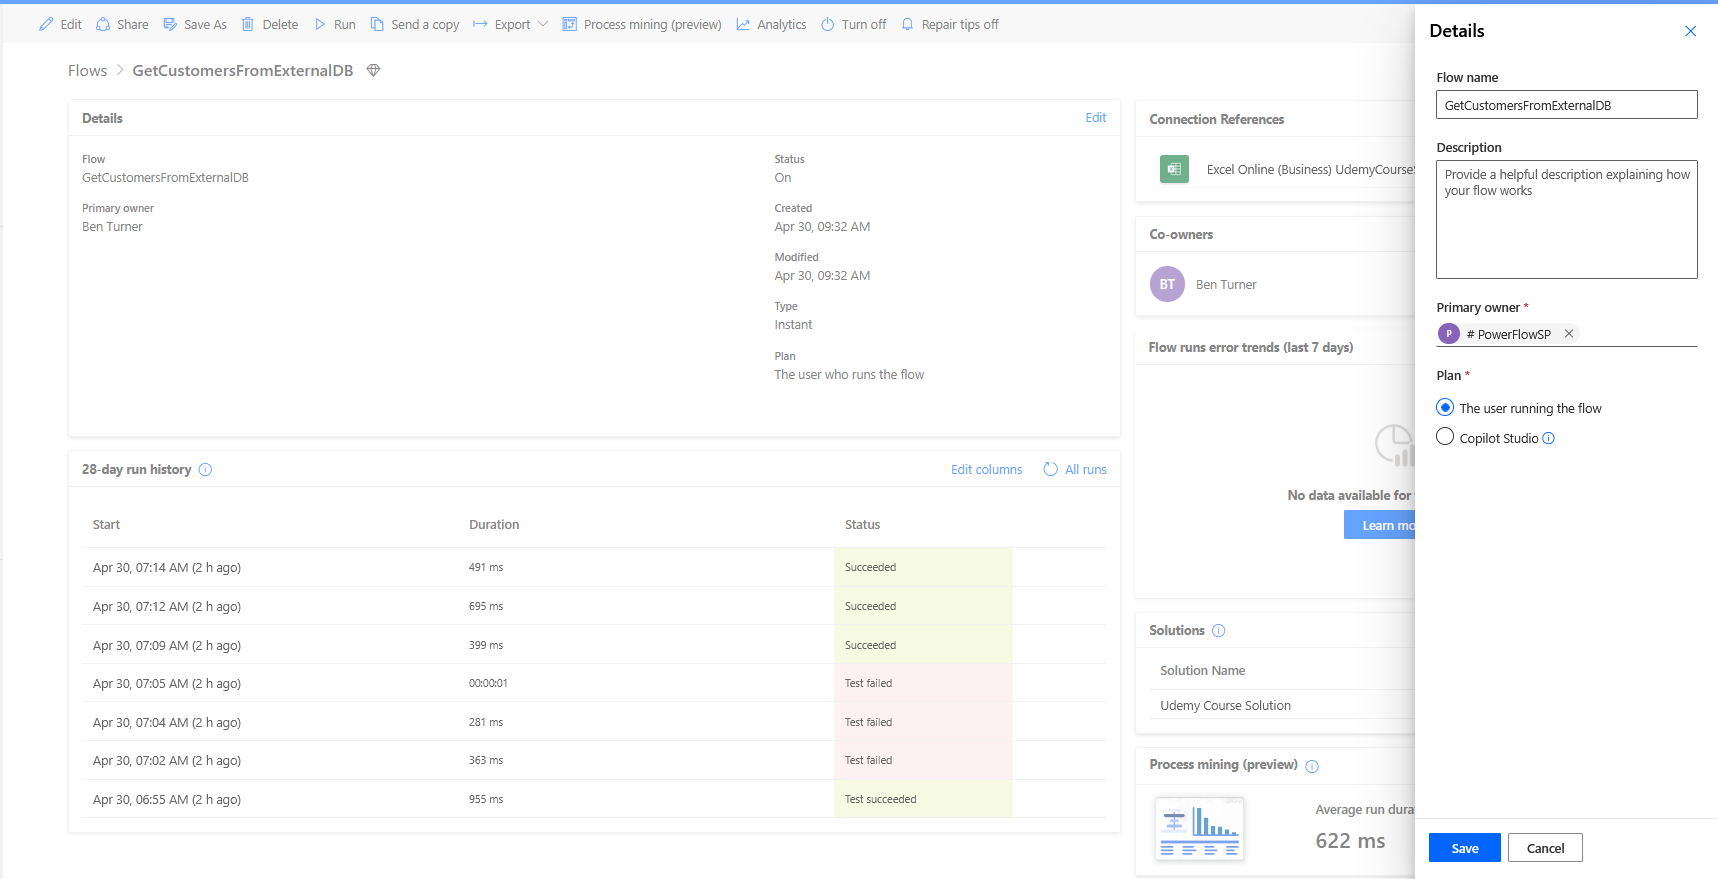 Edit Share Save As Delete Run Send a copy Export Process mining (preview) Analytics Turn off Repair tips off
Flows > GetCustomersFromExternalDB
Details Edit
Flow
GetCustomersFromExternalDB
Primary owner
Ben Turner
Status
On
Created
Apr 30, 09:32 AM
Modified
Apr 30, 09:32 AM
Type
Instant
Plan
The user who runs the flow
28-day run history Edit columns All runs
Start Duration Status
Apr 30, 07:14 AM (2 h ago) 491 ms Succeeded
Apr 30, 07:12 AM (2 h ago) 695 ms Succeeded
Apr 30, 07:09 AM (2 h ago) 399 ms Succeeded
Apr 30, 07:05 AM (2 h ago) 00:00:01 Test failed
Apr 30, 07:04 AM (2 h ago) 281 ms Test failed
Apr 30, 07:02 AM (2 h ago) 363 ms Test failed
Apr 30, 06:55 AM (2 h ago) 955 ms Test succeeded
Connection References
Excel Online (Business) UdemyCourse
Co-owners
BT Ben Turner
Flow runs error trends (last 7 days)
No data available for
Learn mo
Solutions
Solution Name
Udemy Course Solution
Process mining (preview)
Average run dura
622 ms
Details
Flow name
GetCustomersFromExternalDB
Description
Provide a helpful description explaining how
your flow works
Primary owner *
P # PowerFlowSP
Plan *
The user running the flow
Copilot Studio
Save Cancel